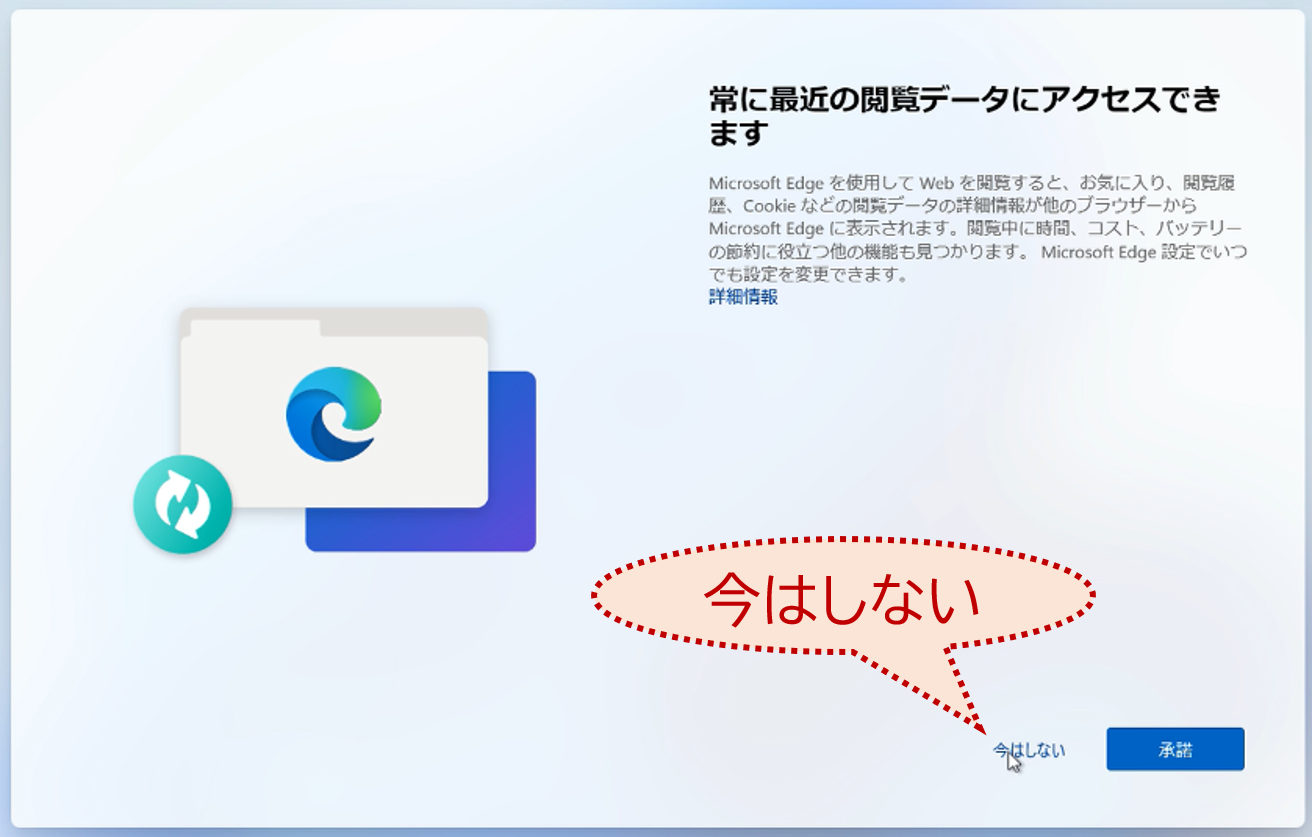 常に最近の閲覧データにアクセスでき
ます
Microsoft Edge を使用して Web を閲覧すると、お気に入り、閲覧履
歴、Cookie などの閲覧データの詳細情報が他のブラウザーから
Microsoft Edge に表示されます。閲覧中に時間、コスト、バッテリー
の節約に役立つ他の機能も見つかります。 Microsoft Edge 設定でいつ
でも設定を変更できます。
詳細情報
今はしない
今はしない
承諾